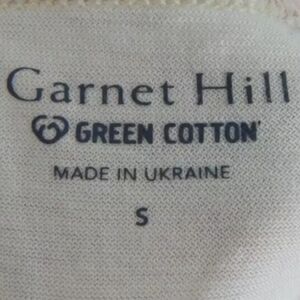 Garnet Hill
GREEN COTTON'
MADE IN UKRAINE
S